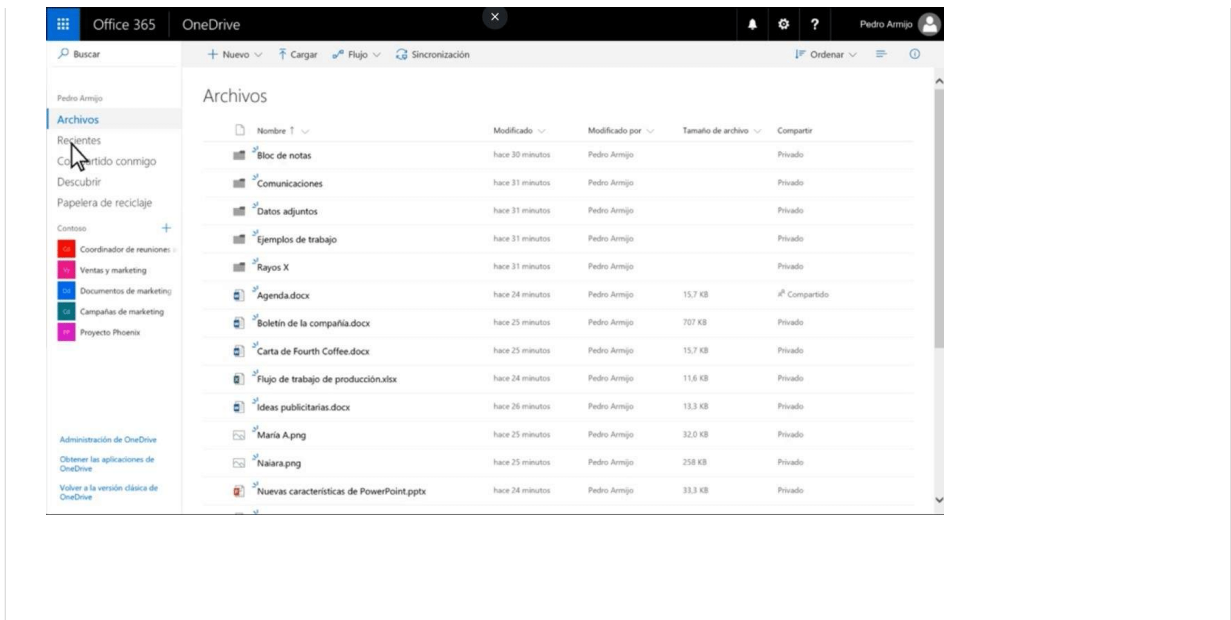 Office 365 OneDrive Pedro Armijo
Buscar
Nuevo Cargar Flujo Sincronización Ordenar
Pedro Armijo
Archivos
Recientes
Compartido conmigo
Descubrir
Papelera de reciclaje
Contoso
Coordinador de reuniones
Ventas y marketing
Documentos de marketing
Campañas de marketing
Proyecto Phoenix
Administración de OneDrive
Obtener las aplicaciones de
OneDrive
Volver a la versión clásica de
OneDrive
Archivos
Nombre Modificado Modificado por Tamaño de archivo Compartir
Bloc de notas hace 30 minutos Pedro Armijo Privado
Comunicaciones hace 31 minutos Pedro Armijo Privado
Datos adjuntos hace 31 minutos Pedro Armijo Privado
Ejemplos de trabajo hace 31 minutos Pedro Armijo Privado
Rayos X hace 31 minutos Pedro Armijo Privado
Agenda.docx hace 24 minutos Pedro Armijo 15,7 KB Compartido
Boletín de la compañía.docx hace 25 minutos Pedro Armijo 707 KB Privado
Carta de Fourth Coffee.docx hace 25 minutos Pedro Armijo 15,7 KB Privado
Flujo de trabajo de producción.xlsx hace 24 minutos Pedro Armijo 11,6 KB Privado
Ideas publicitarias.docx hace 26 minutos Pedro Armijo 13,3 KB Privado
María A.png hace 25 minutos Pedro Armijo 32,0 KB Privado
Naiara.png hace 25 minutos Pedro Armijo 258 KB Privado
Nuevas características de PowerPoint.pptx hace 24 minutos Pedro Armijo 33,3 KB Privado